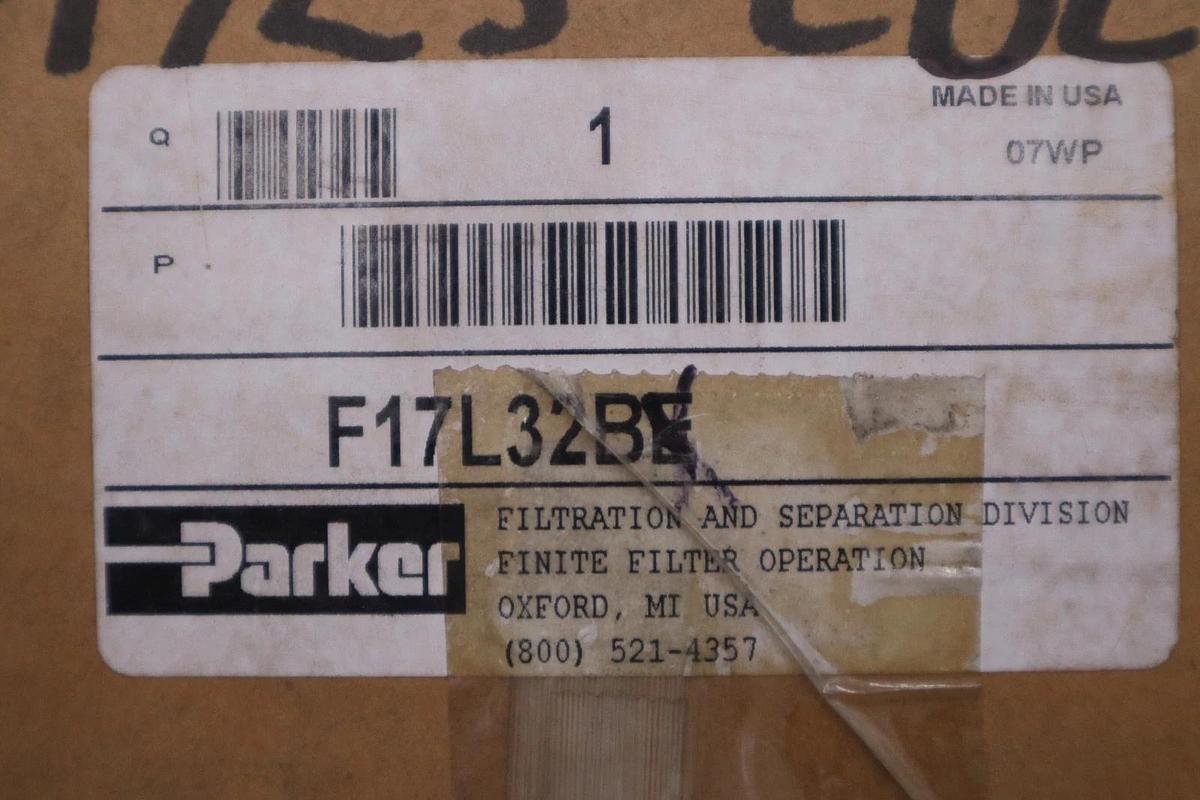 MADE IN USA
Q 1
07WP
P
F17L32BE
Parker
FILTRATION AND SEPARATION DIVISION
FINITE FILTER OPERATION
OXFORD, MI USA
(800) 521-4357